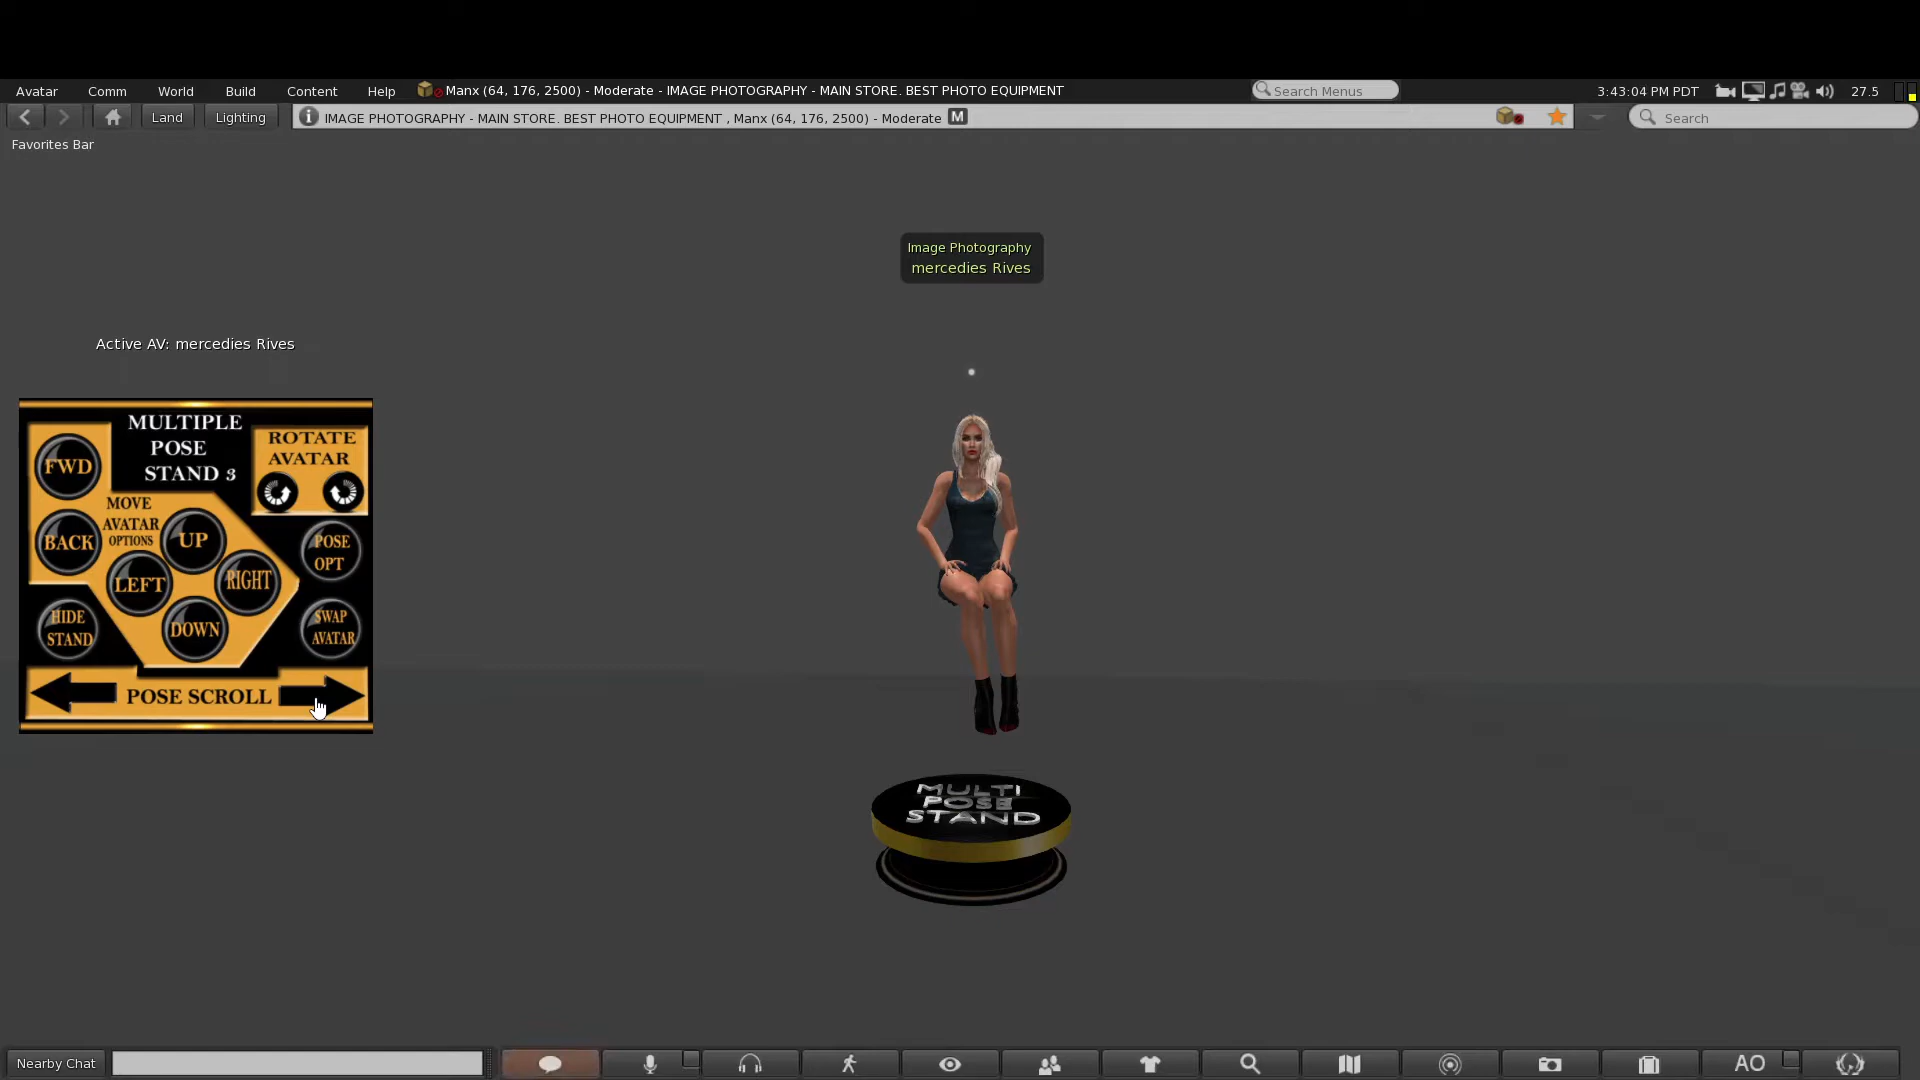 Avatar Comm World Build Content Help Manx (64, 176, 2500) - Moderate - IMAGE PHOTOGRAPHY - MAIN STORE. BEST PHOTO EQUIPMENT Search Menus 3:43:04 PM PDT 27.5
Land Lighting IMAGE PHOTOGRAPHY - MAIN STORE. BEST PHOTO EQUIPMENT , Manx (64, 176, 2500) - Moderate M Search
Favorites Bar
Image Photography
mercedies Rives
Active AV: mercedies Rives
MULTIPLE
POSE
STAND 3
ROTATE
AVATAR
FWD
MOVE
AVATAR
OPTIONS
BACK
UP
POSE
OPT
LEFT
RIGHT
HIDE
STAND
DOWN
SWAP
AVATAR
POSE SCROLL
MULTI
POSE
STAND
Nearby Chat
AO